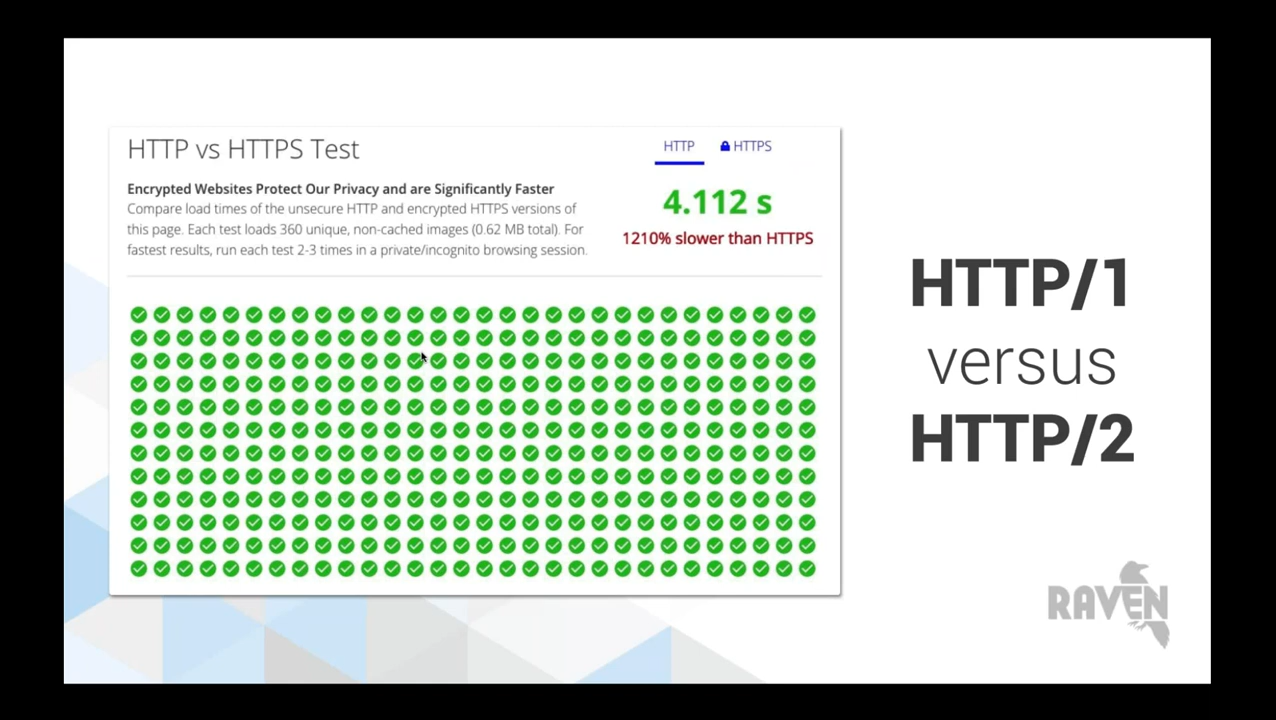 HTTP vs HTTPS Test
HTTP
HTTPS
Encrypted Websites Protect Our Privacy and are Significantly Faster
Compare load times of the unsecure HTTP and encrypted HTTPS versions of
this page. Each test loads 360 unique, non-cached images (0.62 MB total). For
fastest results, run each test 2-3 times in a private/incognito browsing session.
4.112 s
1210% slower than HTTPS
HTTP/1
versus
HTTP/2
RAVEN